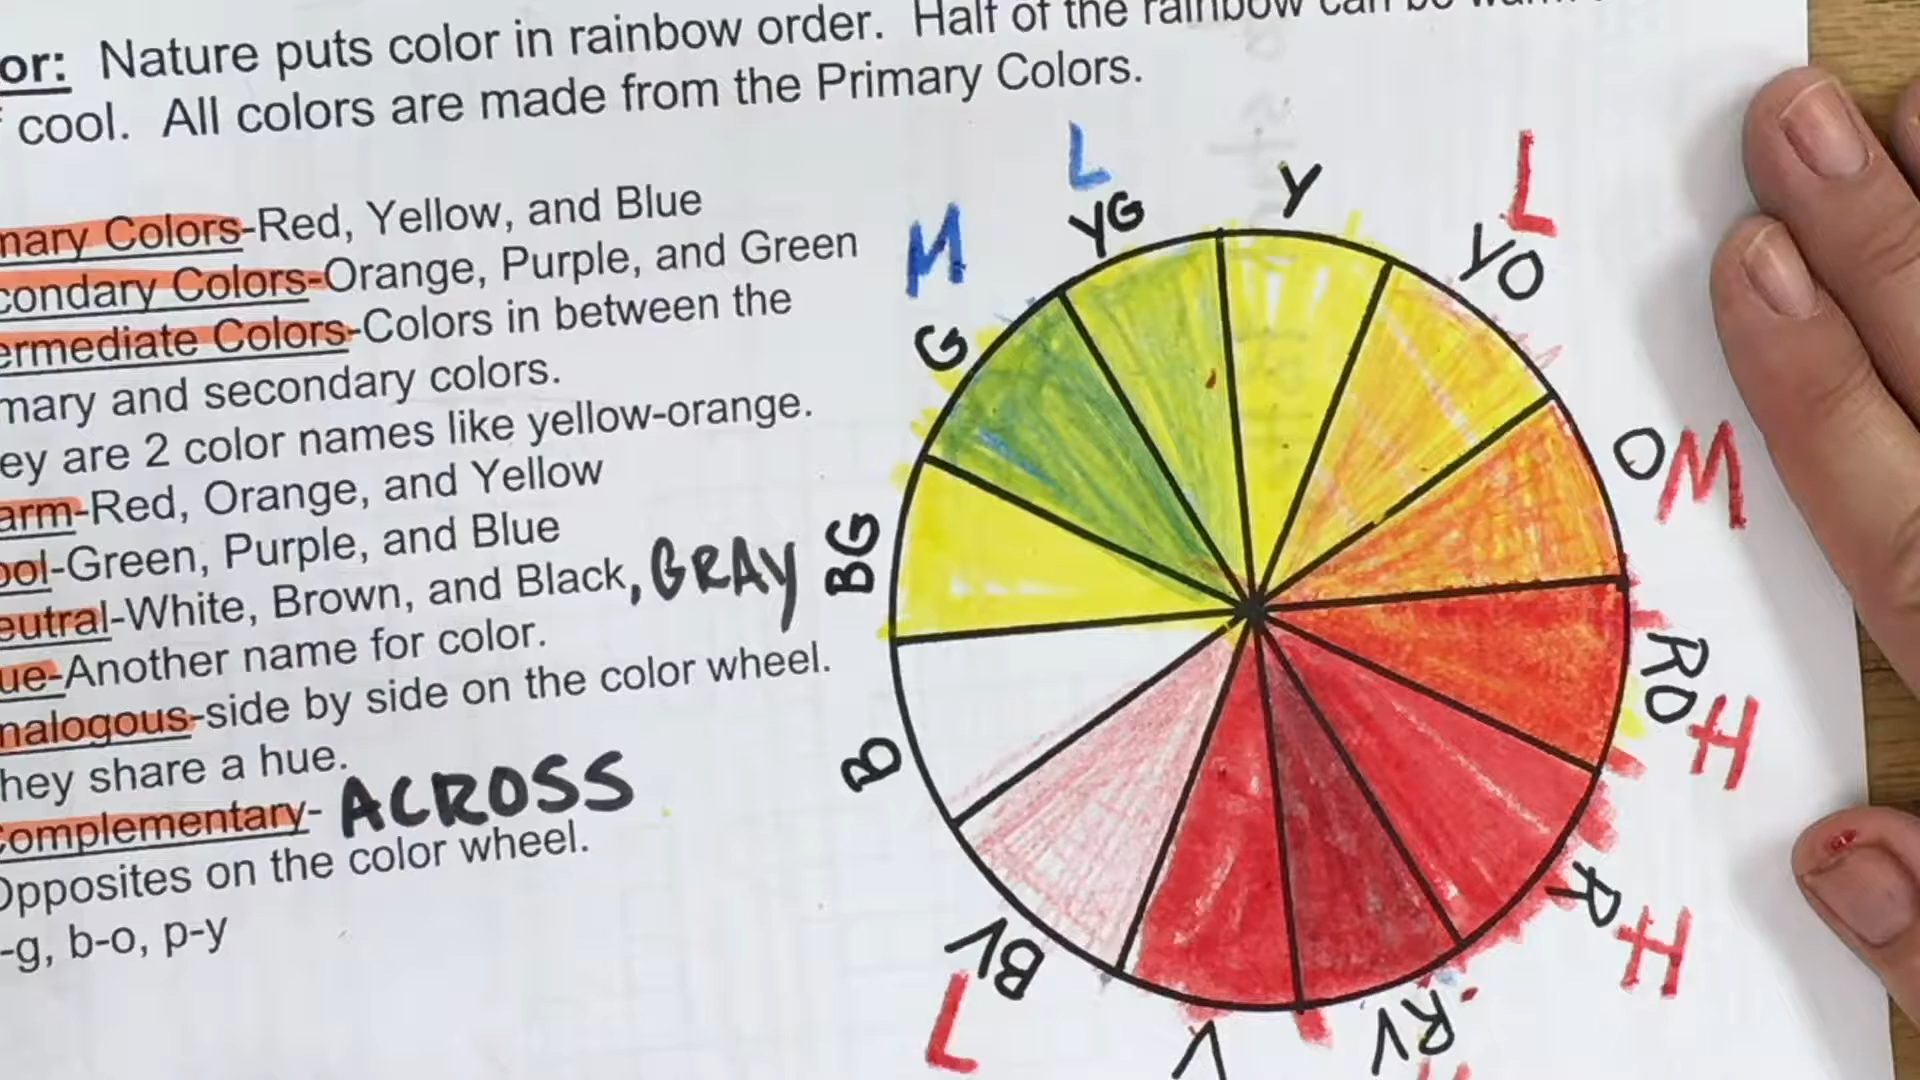 or: Nature puts color in rainbow order. Half of the rainbow can be warm
cool. All colors are made from the Primary Colors.
mary Colors-Red, Yellow, and Blue
condary Colors-Orange, Purple, and Green
ermediate Colors-Colors in between the
mary and secondary colors.
ey are 2 color names like yellow-orange.
arm-Red, Orange, and Yellow
ool-Green, Purple, and Blue
eutral-White, Brown, and Black, GRAY
ue-Another name for color.
nalogous-side by side on the color wheel.
hey share a hue.
Complementary- ACROSS
Opposites on the color wheel.
-g, b-o, p-y
L
YG
Y
L
YO
M
G
O M
BG
RO H
B
R H
BV
L
V
RV